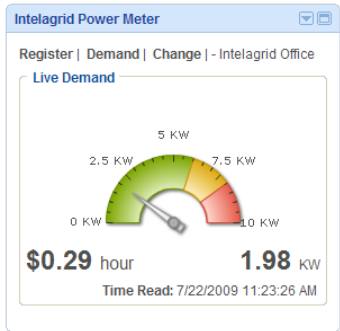 Intelagrid Power Meter
Register | Demand | Change | - Intelagrid Office
Live Demand
5 KW
2.5 KW 7.5 KW
0 KW 10 KW
$0.29 hour 1.98 KW
Time Read: 7/22/2009 11:23:26 AM